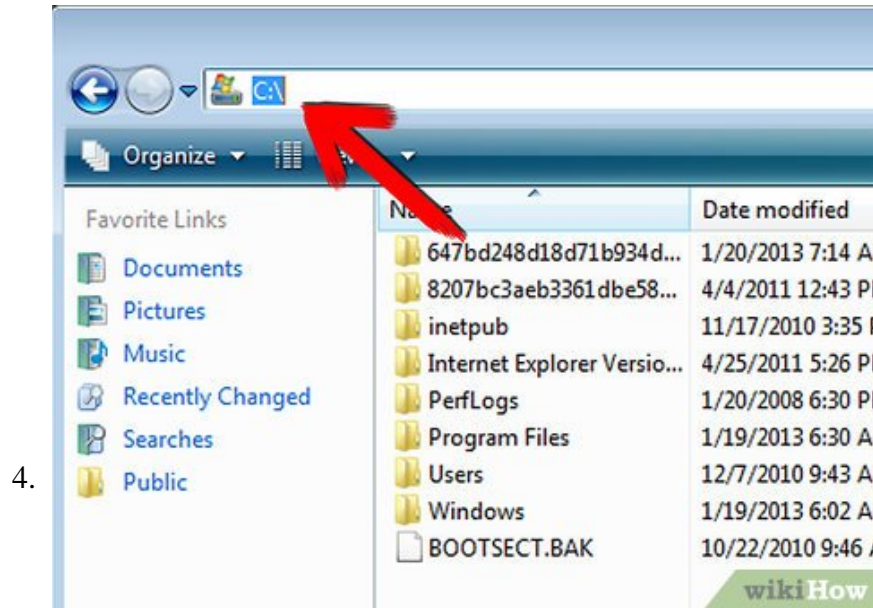 C:\
Organize
Favorite Links
Documents
Pictures
Music
Recently Changed
Searches
Public
Date modified
647bd248d18d71b934d... 1/20/2013 7:14 A
8207bc3aeb3361dbe58... 4/4/2011 12:43 P
inetpub 11/17/2010 3:35
Internet Explorer Versio... 4/25/2011 5:26 P
PerfLogs 1/20/2008 6:30 P
Program Files 1/19/2013 6:30 A
Users 12/7/2010 9:43 A
Windows 1/19/2013 6:02 A
BOOTSECT.BAK 10/22/2010 9:46
4.
wikiHow